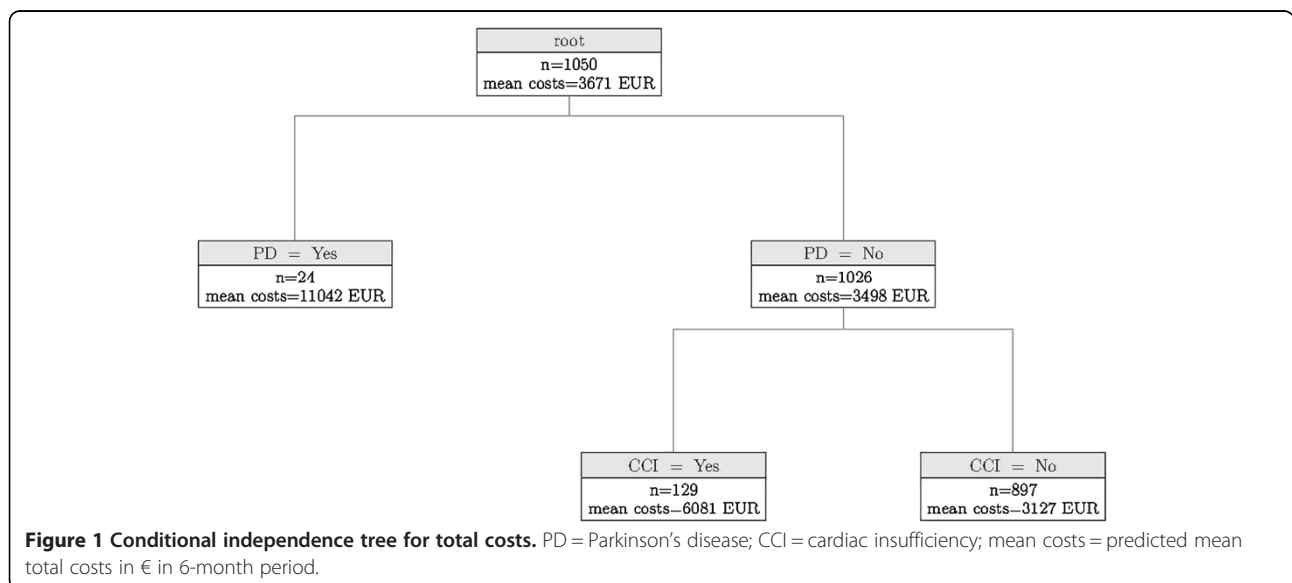 root
n=1050
mean costs=3671 EUR
PD = Yes
n=24
mean costs=11042 EUR
PD = No
n=1026
mean costs=3498 EUR
CCI = Yes
n=129
mean costs=6081 EUR
CCI = No
n=897
mean costs=3127 EUR
Figure 1 Conditional independence tree for total costs. PD = Parkinson's disease; CCI = cardiac insufficiency; mean costs = predicted mean
total costs in € in 6-month period.